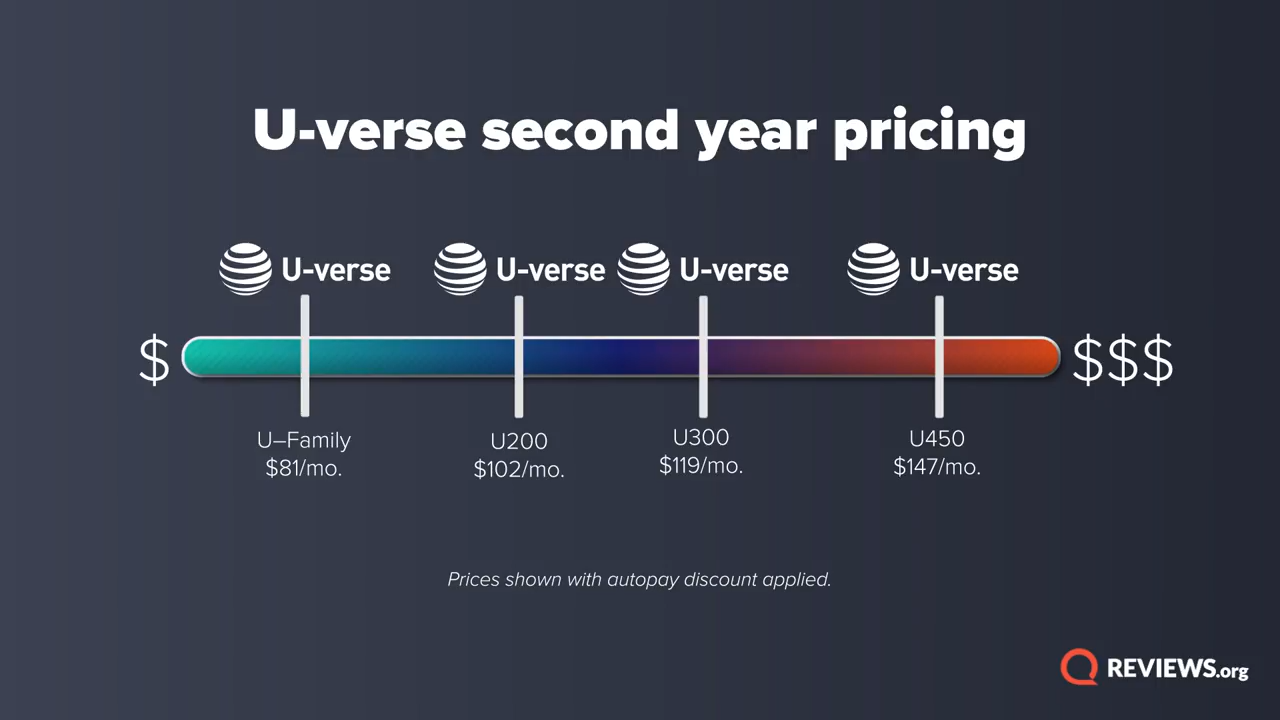 U-verse second year pricing
U-verse U-verse U-verse U-verse
$ $$$
U–Family U200 U300 U450
$81/mo. $102/mo. $119/mo. $147/mo.
Prices shown with autopay discount applied.
REVIEWS.org